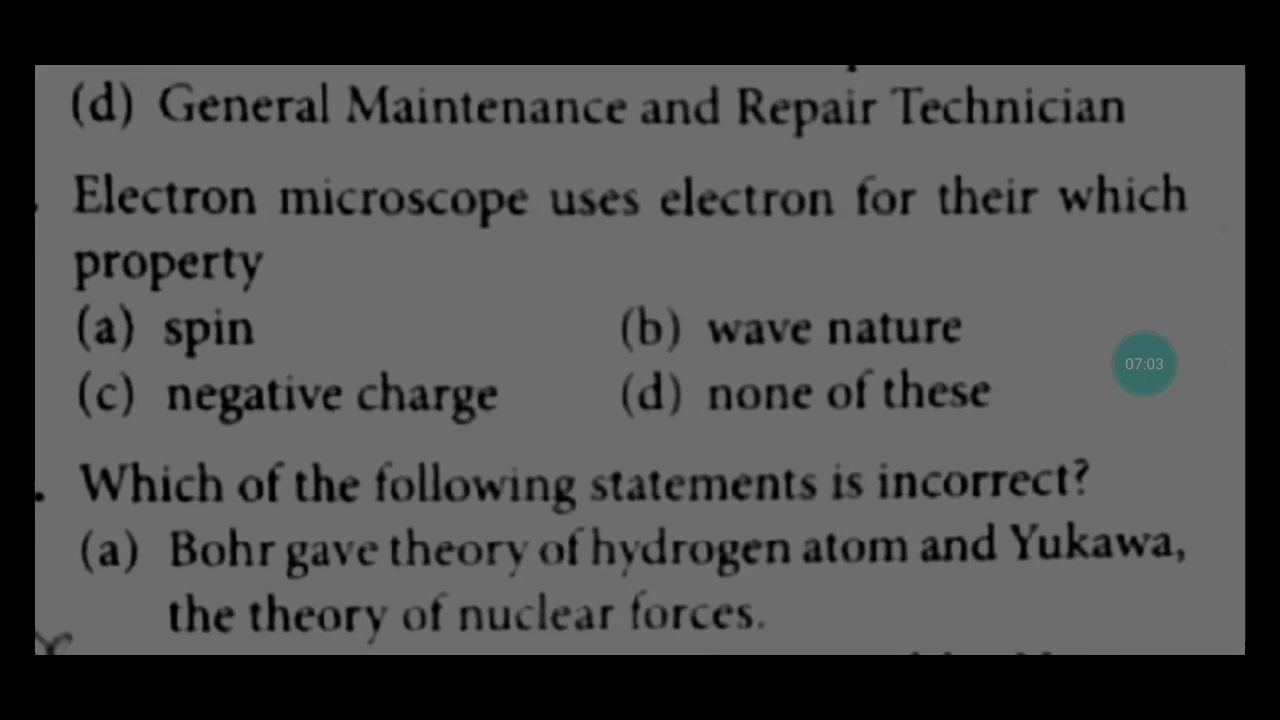 (d) General Maintenance and Repair Technician
Electron microscope uses electron for their which
property
(a) spin
(b) wave nature
(c) negative charge
(d) none of these
07:03
. Which of the following statements is incorrect?
(a) Bohr gave theory of hydrogen atom and Yukawa,
the theory of nuclear forces.